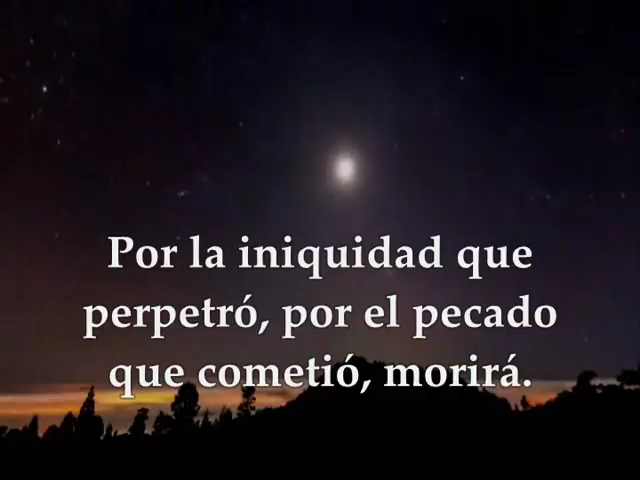 Por la iniquidad que
perpetró, por el pecado
que cometió, morirá.